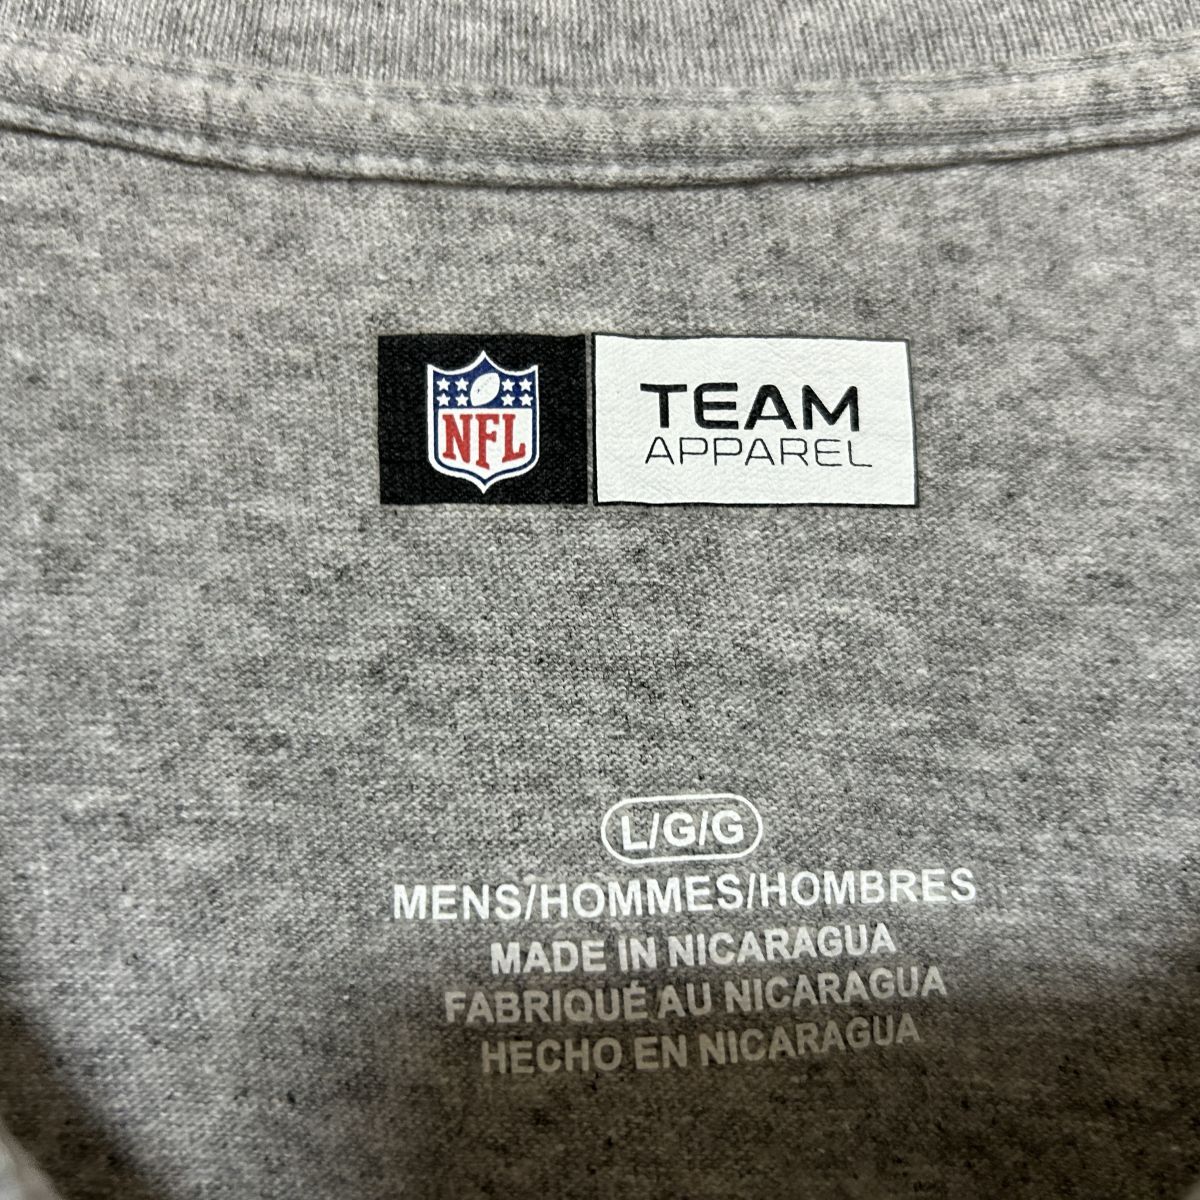 NFL
TEAM
APPAREL
L/G/G
MENS/HOMMES/HOMBRES
MADE IN NICARAGUA
FABRIQUÉ AU NICARAGUA
HECHO EN NICARAGUA